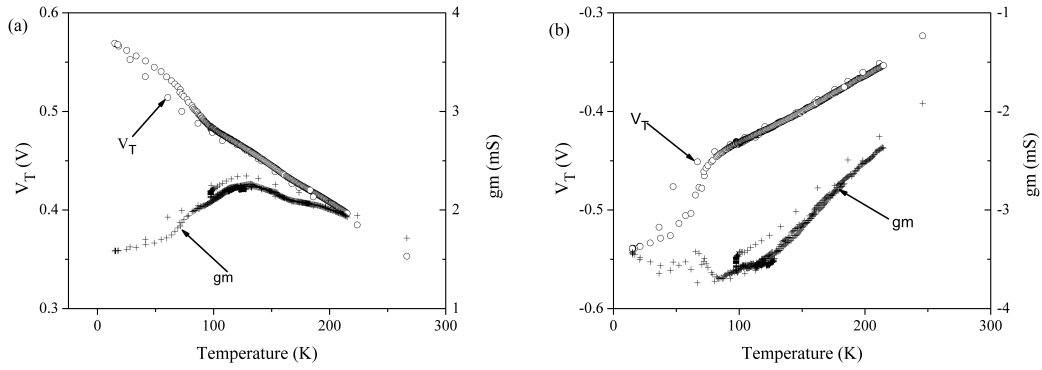 (a)
0.6
0.5
0.4
0.3
V_T (V)
4
3
2
1
gm (mS)
0
100
200
300
Temperature (K)
V_T
gm
(b)
-0.3
-0.4
-0.5
-0.6
V_T (V)
-1
-2
-3
-4
gm (mS)
0
100
200
300
Temperature (K)
V_T
gm